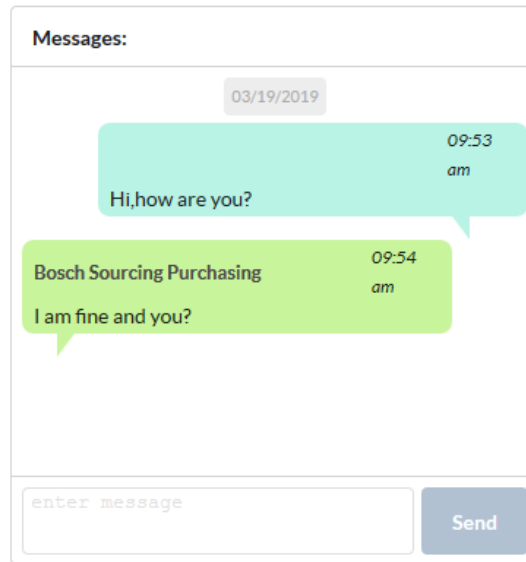 Messages:
03/19/2019
09:53
am
Hi,how are you?
Bosch Sourcing Purchasing
09:54
am
I am fine and you?
enter message
Send